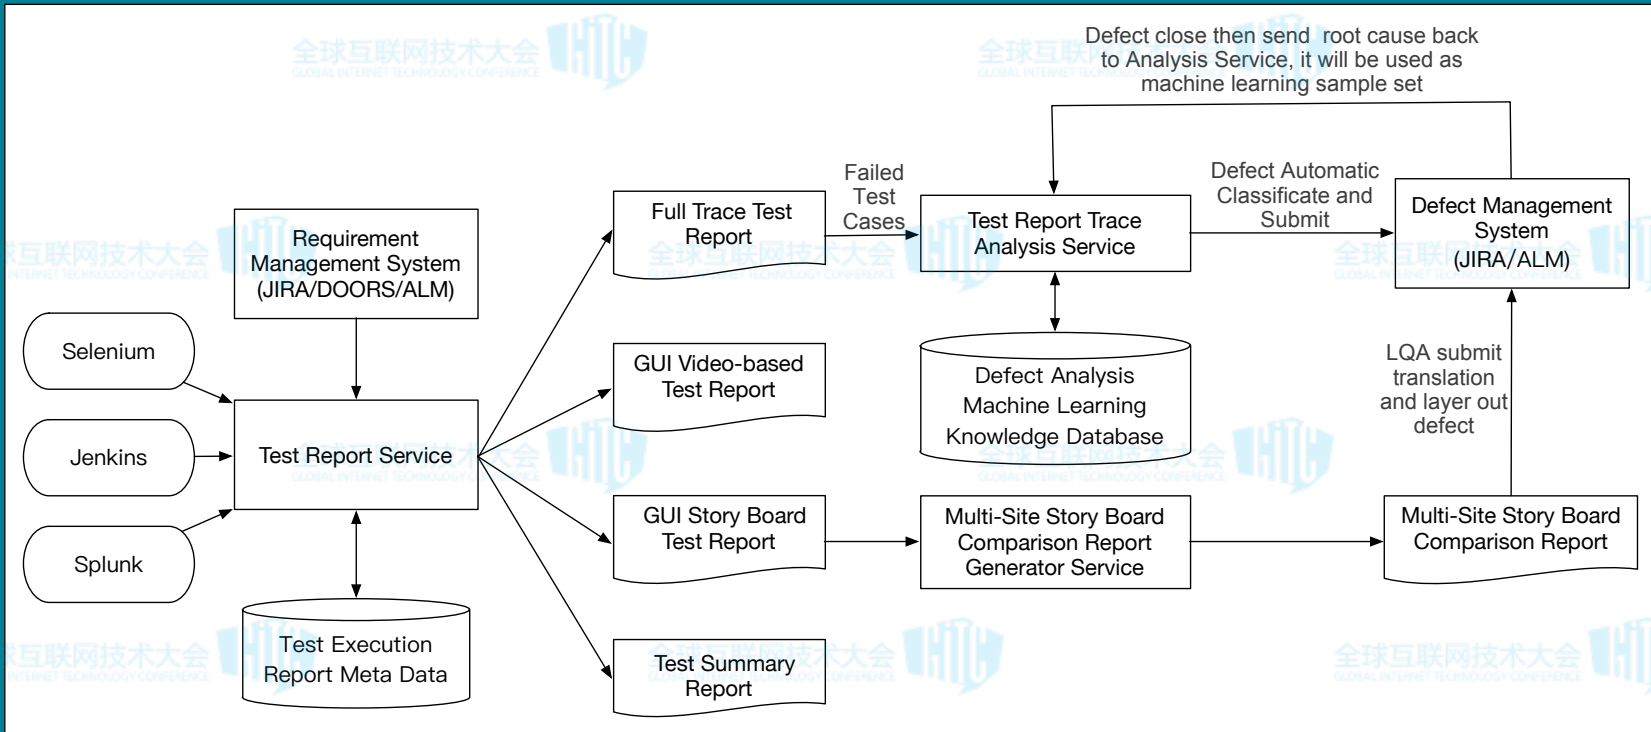 全球互联网技术大会
GLOBAL INTERNET TECHNOLOGY CONFERENCE
Defect close then send root cause back
to Analysis Service, it will be used as
machine learning sample set
Requirement
Management System
(JIRA/DOORS/ALM)
Selenium
Jenkins
Splunk
Test Report Service
Test Execution
Report Meta Data
Full Trace Test
Report
GUI Video-based
Test Report
GUI Story Board
Test Report
Test Summary
Report
Failed
Test
Cases
Test Report Trace
Analysis Service
Defect Analysis
Machine Learning
Knowledge Database
Multi-Site Story Board
Comparison Report
Generator Service
Defect Automatic
Classificate and
Submit
Defect Management
System
(JIRA/ALM)
LQA submit
translation
and layer out
defect
Multi-Site Story Board
Comparison Report